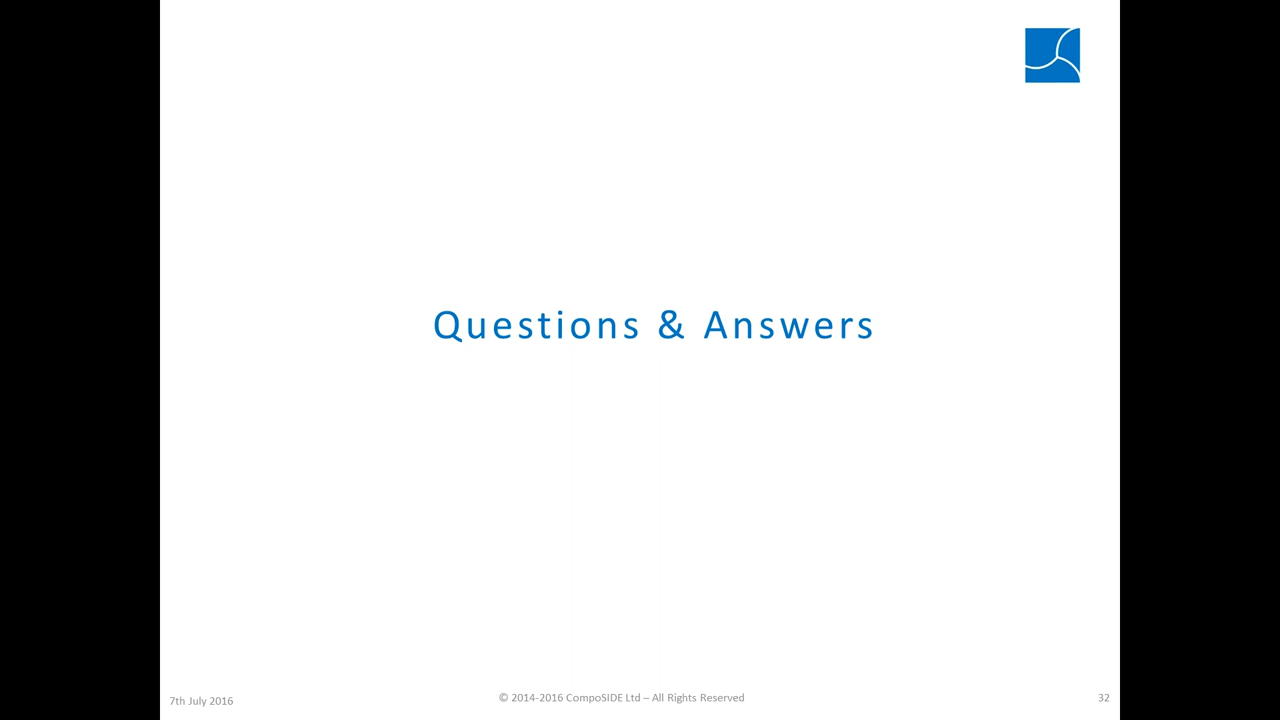 Questions & Answers
7th July 2016
© 2014-2016 CompoSIDE Ltd – All Rights Reserved
32